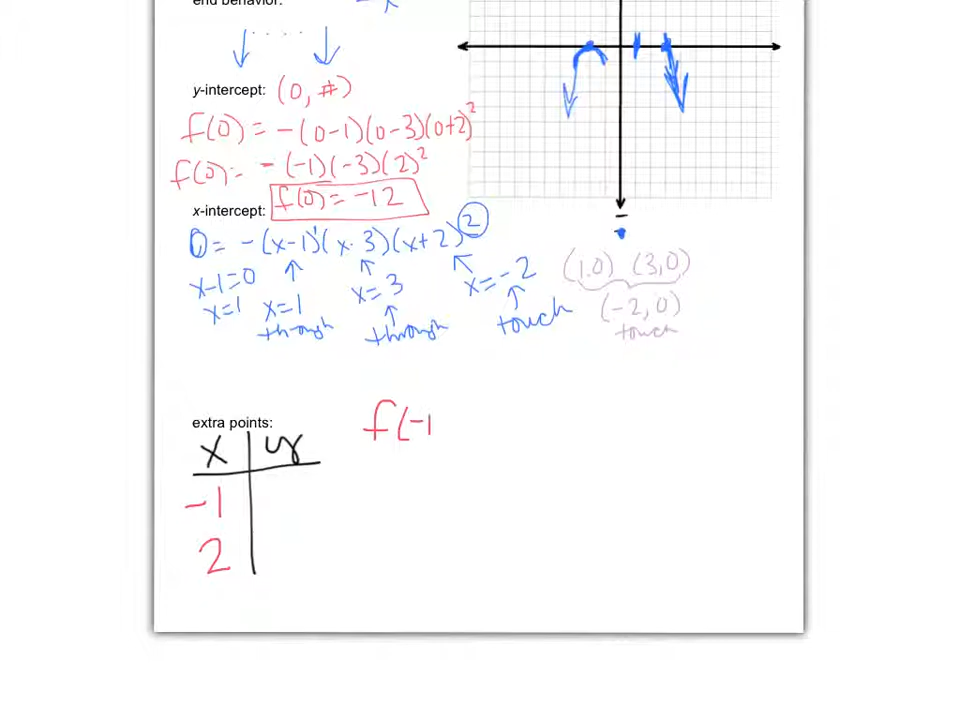 end behavior:
y-intercept: (0, #)
f(0) = -(0-1)(0-3)(0+2)²
f(0) = -(-1)(-3)(2)²
f(0) = -12
x-intercept:
0 = -(x-1)¹(x-3)(x+2)²
x-1=0
x=1
x=1
through
x=3
through
x=-2
touch
(1,0) (3,0)
(-2,0)
touch
extra points:
f(-1
x y
-1
2